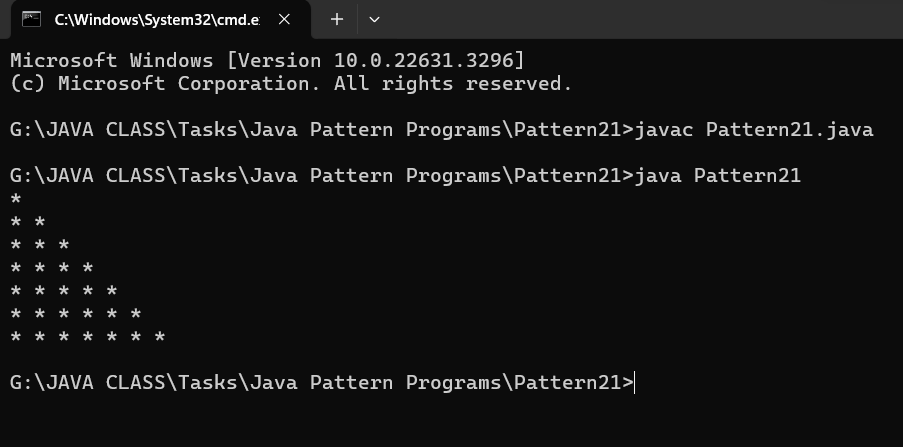 C:\Windows\System32\cmd.e
Microsoft Windows [Version 10.0.22631.3296]
(c) Microsoft Corporation. All rights reserved.
G:\JAVA CLASS\Tasks\Java Pattern Programs\Pattern21>javac Pattern21.java
G:\JAVA CLASS\Tasks\Java Pattern Programs\Pattern21>java Pattern21
*
* *
* * *
* * * *
* * * * *
* * * * * *
* * * * * * *
G:\JAVA CLASS\Tasks\Java Pattern Programs\Pattern21>